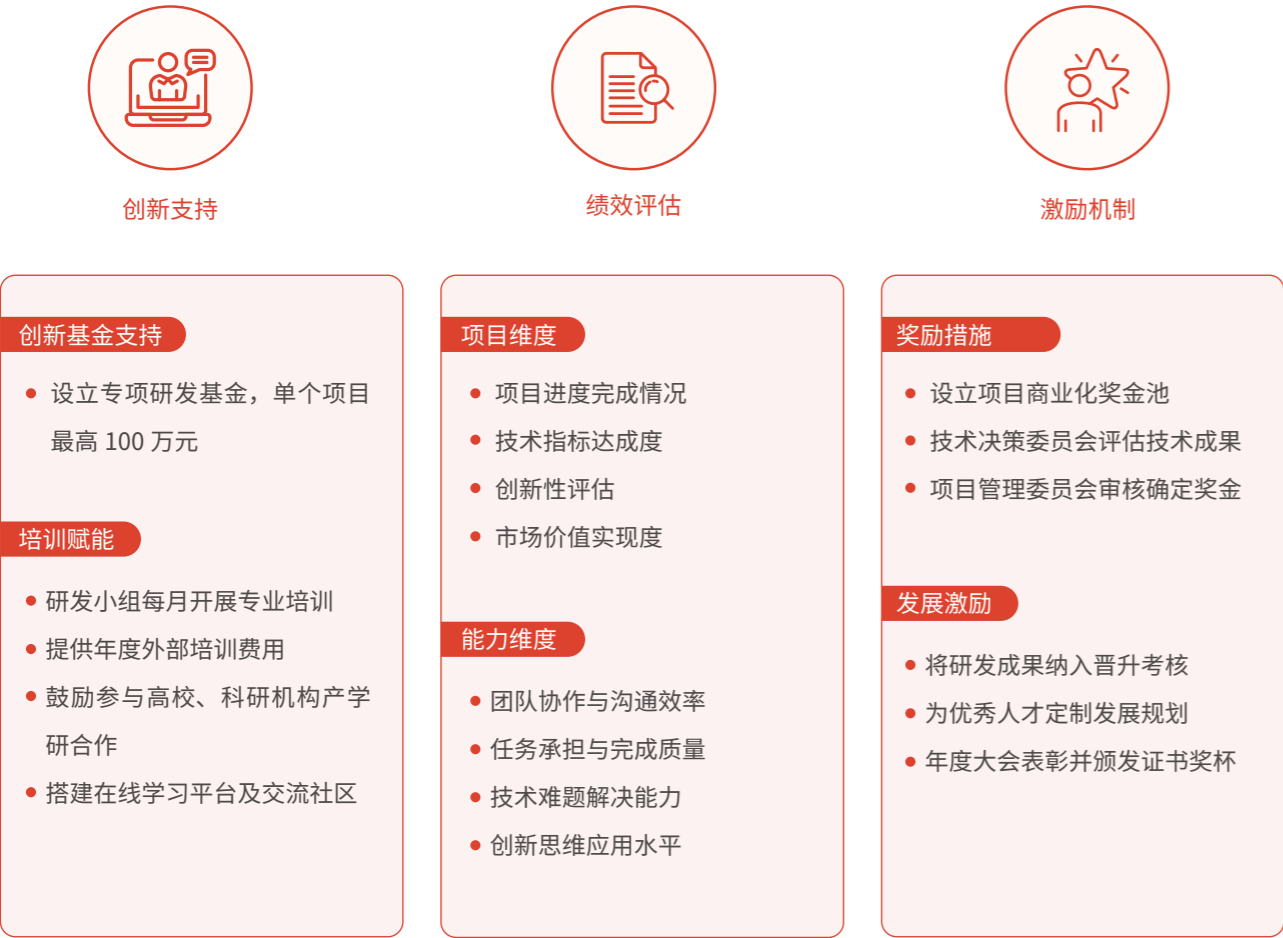 创新支持
绩效评估
激励机制
创新基金支持
设立专项研发基金，单个项目
最高 100 万元
培训赋能
研发小组每月开展专业培训
提供年度外部培训费用
鼓励参与高校、科研机构产学
研合作
搭建在线学习平台及交流社区
项目维度
项目进度完成情况
技术指标达成度
创新性评估
市场价值实现度
能力维度
团队协作与沟通效率
任务承担与完成质量
技术难题解决能力
创新思维应用水平
奖励措施
设立项目商业化奖金池
技术决策委员会评估技术成果
项目管理委员会审核确定奖金
发展激励
将研发成果纳入晋升考核
为优秀人才定制发展规划
年度大会表彰并颁发证书奖杯